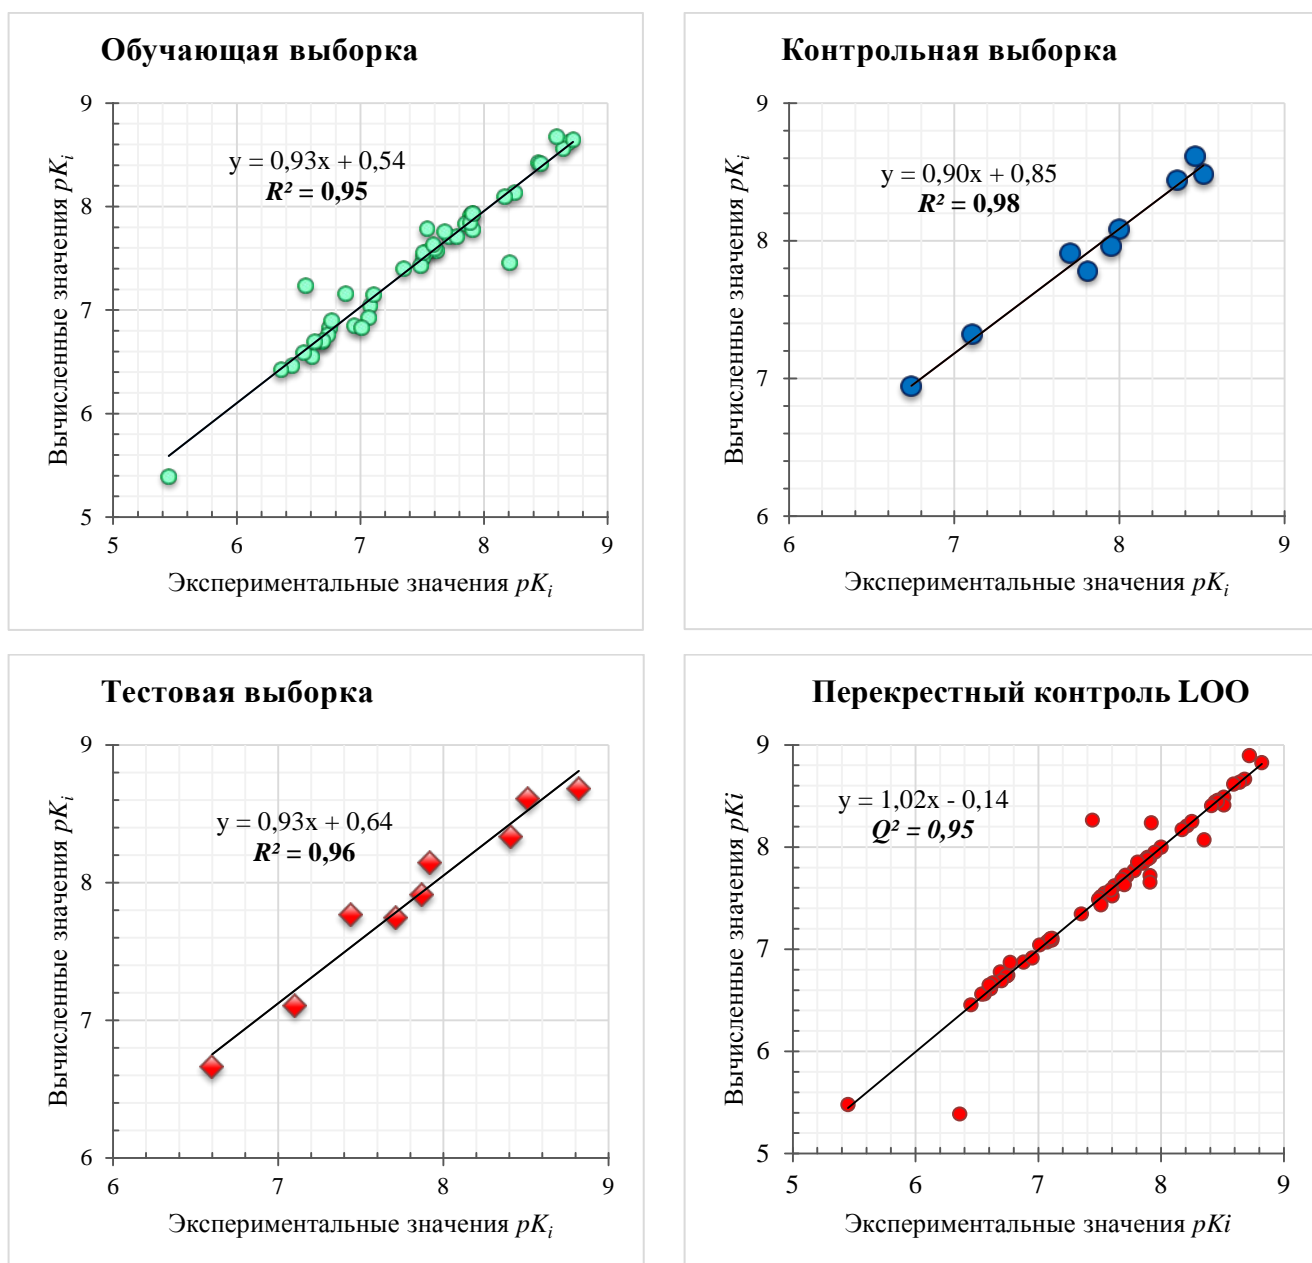 Обучающая выборка
9
8
7
6
5
5 6 7 8 9
y = 0,93x + 0,54
R² = 0,95
Вычисленные значения pKi
Экспериментальные значения pKi
Контрольная выборка
9
8
7
6
6 7 8 9
y = 0,90x + 0,85
R² = 0,98
Вычисленные значения pKi
Экспериментальные значения pKi
Тестовая выборка
9
8
7
6
6 7 8 9
y = 0,93x + 0,64
R² = 0,96
Вычисленные значения pKi
Экспериментальные значения pKi
Перекрестный контроль LOO
9
8
7
6
5
5 6 7 8 9
y = 1,02x - 0,14
Q² = 0,95
Вычисленные значения pKi
Экспериментальные значения pKi